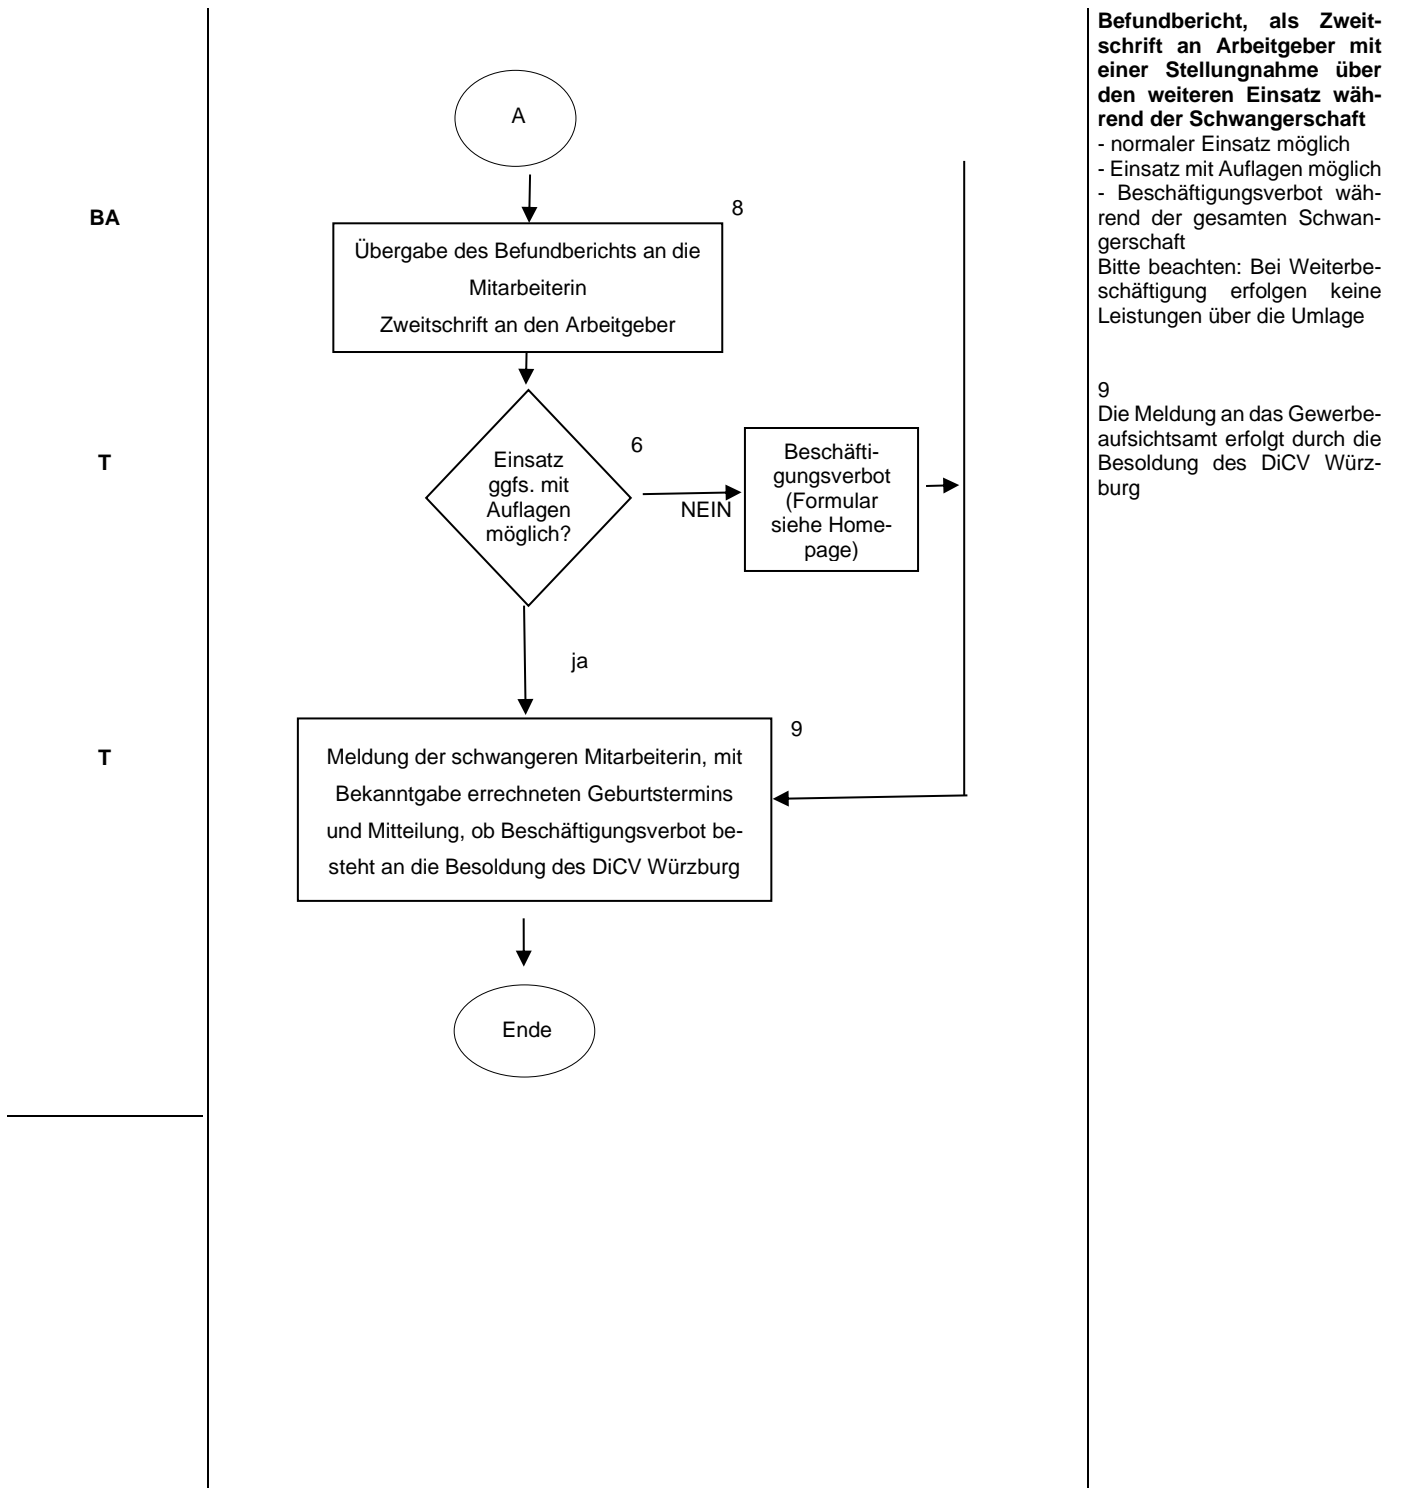 A
BA
8
Übergabe des Befundberichts an die
Mitarbeiterin
Zweitschrift an den Arbeitgeber
T
6
Einsatz
ggfs. mit
Auflagen
möglich?
NEIN
Beschäfti-
gungsverbot
(Formular
siehe Home-
page)
ja
T
9
Meldung der schwangeren Mitarbeiterin, mit
Bekanntgabe errechneten Geburtstermins
und Mitteilung, ob Beschäftigungsverbot be-
steht an die Besoldung des DiCV Würzburg
Ende
Befundbericht, als Zweit-
schrift an Arbeitgeber mit
einer Stellungnahme über
den weiteren Einsatz wäh-
rend der Schwangerschaft
- normaler Einsatz möglich
- Einsatz mit Auflagen möglich
- Beschäftigungsverbot wäh-
rend der gesamten Schwan-
gerschaft
Bitte beachten: Bei Weiterbe-
schäftigung erfolgen keine
Leistungen über die Umlage
9
Die Meldung an das Gewerbe-
aufsichtsamt erfolgt durch die
Besoldung des DiCV Würz-
burg